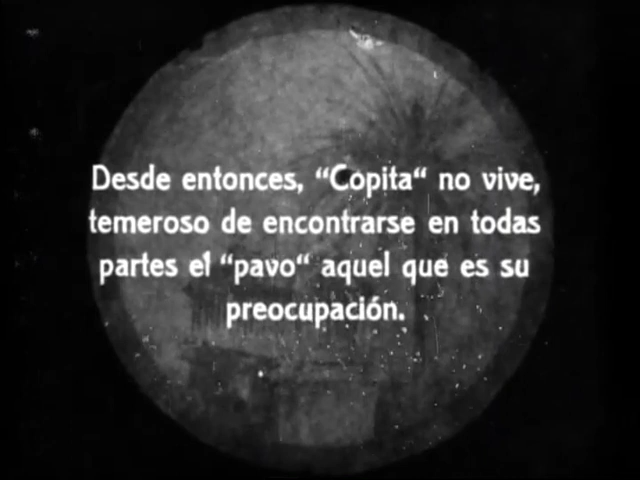 Desde entonces, “Copita“ no vive,
temeroso de encontrarse en todas
partes el “pavo“ aquel que es su
preocupación.